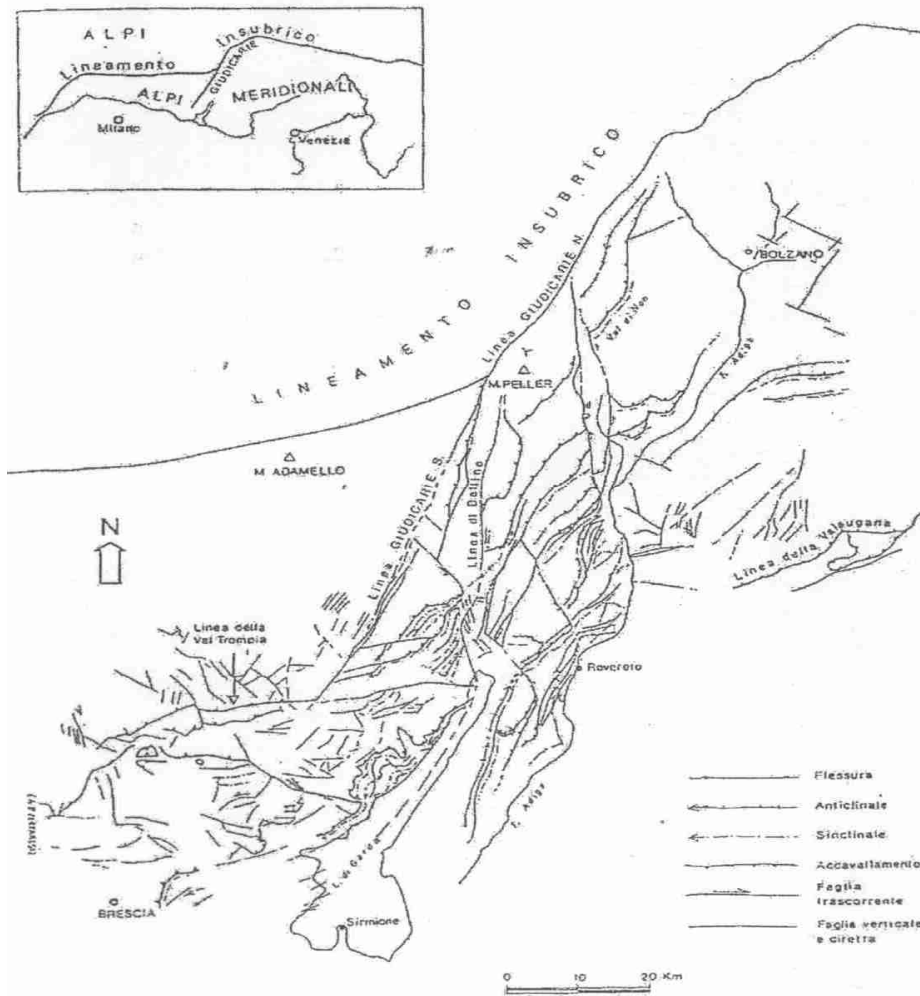 ALPI
Lineamento
Insubrico
GIUDICARIE
ALPI
MERIDIONALI
Milano
Venezie
LINEAMENTO INSUBRICO
Linea GIUDICARIE N.
BOLZANO
Val di Non
F. Adige
M. PELLER
M. ADAMELLO
Linea GIUDICARIE S.
Linea di Ballino
Linea della Valsugana
N
Linea della
Val Trompia
Rovereto
F. Adige
L. di Garda
BRESCIA
Sirmione
Flessura
Anticlinale
Sinclinale
Accavallamento
Faglia
trascorrente
Faglia verticale
e diretta
0 10 20 Km